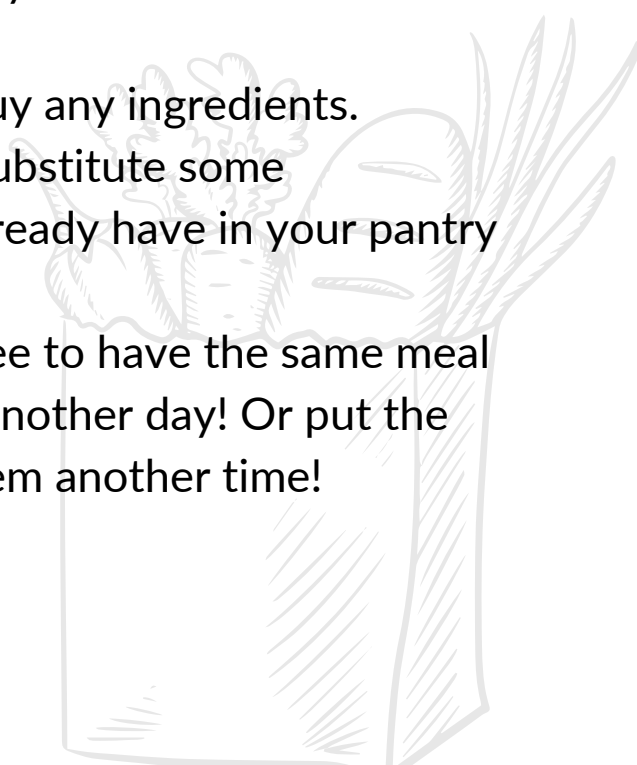 uy any ingredients.
ubstitute some
ready have in your pantry
ee to have the same meal
nother day! Or put the
em another time!